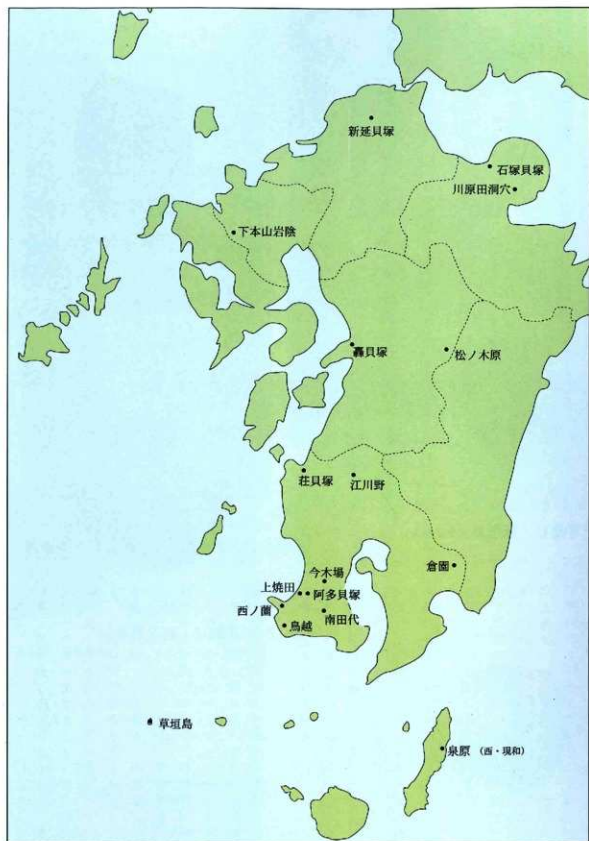 新延貝塚
石塚貝塚
川原田洞穴
下本山岩陰
轟貝塚
松ノ木原
荘貝塚
江川野
倉園
今木場
上焼田
阿多貝塚
西ノ薗
南田代
鳥越
草垣島
泉原 (西・現和)